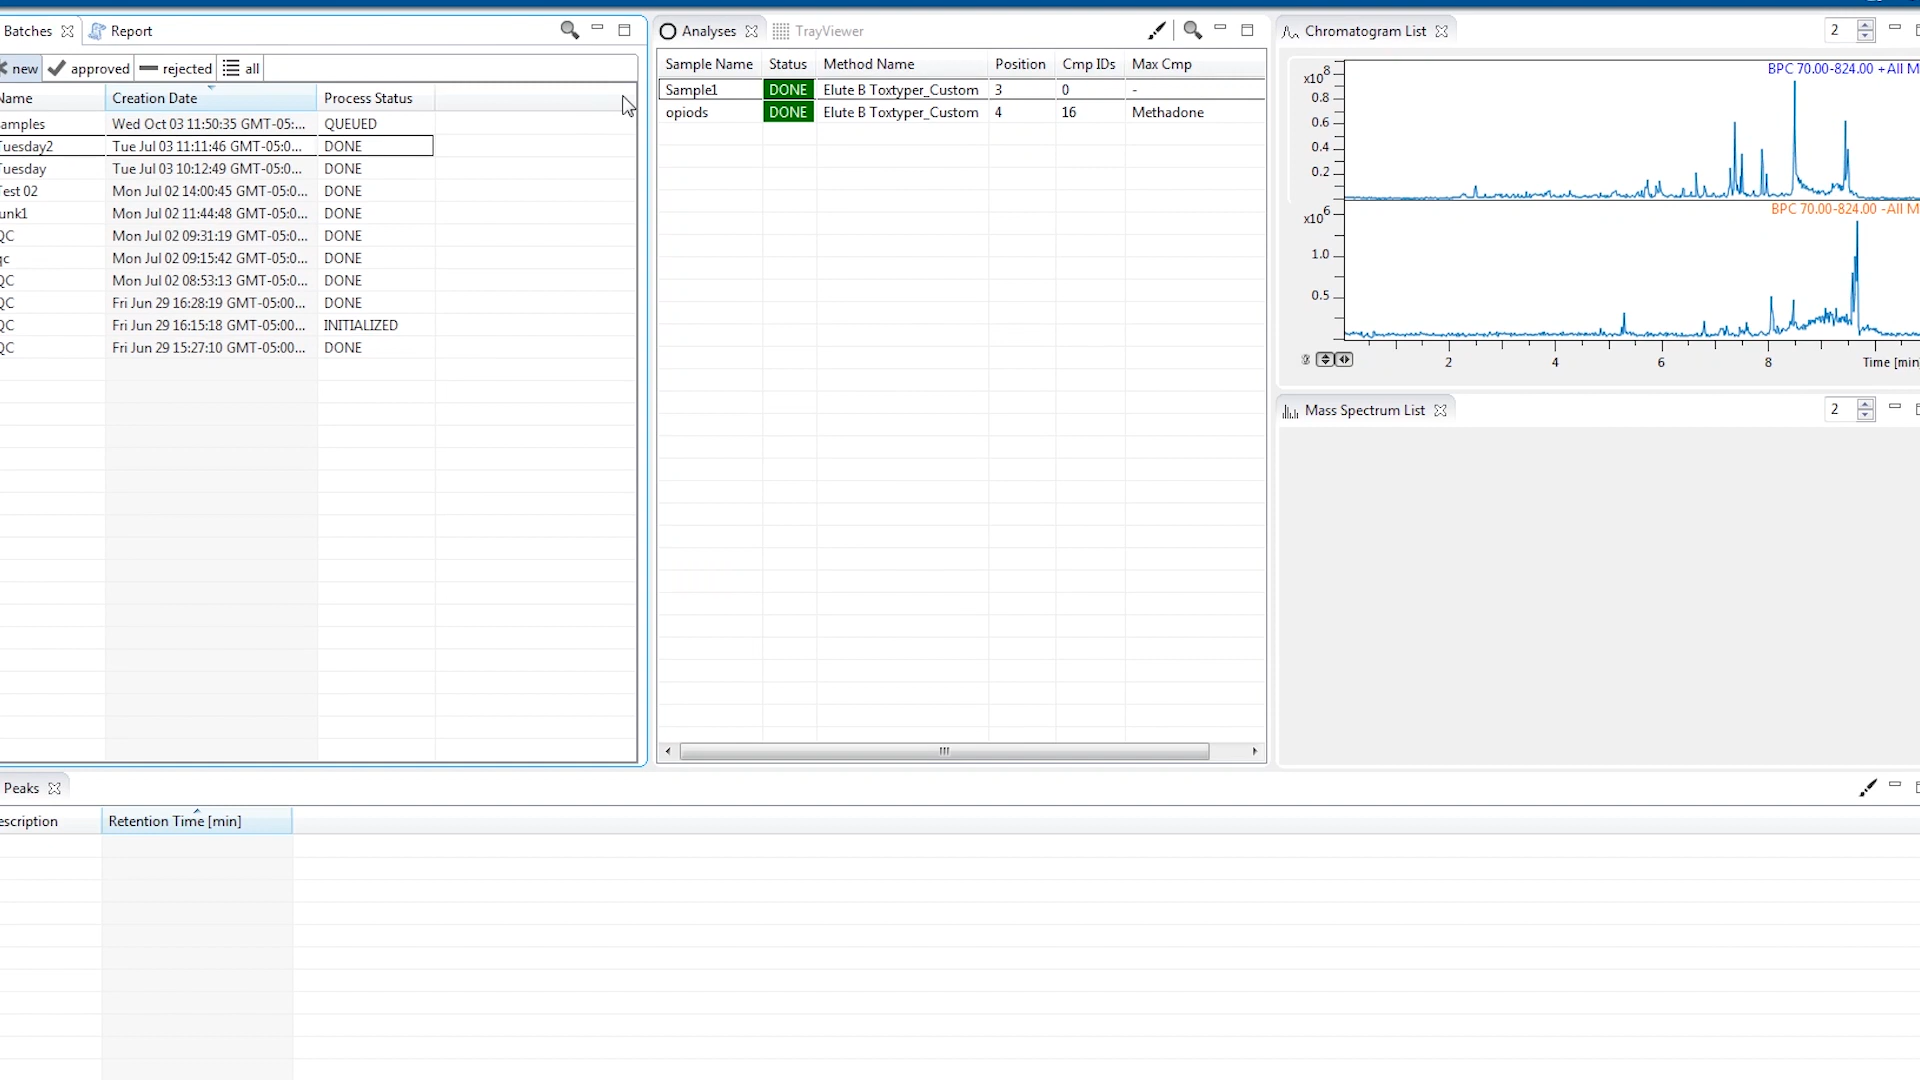 Batches Report
new approved rejected all
Name Creation Date Process Status
amples Wed Oct 03 11:50:35 GMT-05:... QUEUED
Tuesday2 Tue Jul 03 11:11:46 GMT-05:0... DONE
Tuesday Tue Jul 03 10:12:49 GMT-05:0... DONE
Test 02 Mon Jul 02 14:00:45 GMT-05:0... DONE
unk1 Mon Jul 02 11:44:48 GMT-05:0... DONE
QC Mon Jul 02 09:31:19 GMT-05:0... DONE
qc Mon Jul 02 09:15:42 GMT-05:0... DONE
QC Mon Jul 02 08:53:13 GMT-05:0... DONE
QC Fri Jun 29 16:28:19 GMT-05:00... DONE
QC Fri Jun 29 16:15:18 GMT-05:00... INITIALIZED
QC Fri Jun 29 15:27:10 GMT-05:00... DONE
Analyses TrayViewer
Sample Name Status Method Name Position Cmp IDs Max Cmp
Sample1 DONE Elute B Toxtyper_Custom 3 0 -
opiods DONE Elute B Toxtyper_Custom 4 16 Methadone
Chromatogram List 2
x10^8 BPC 70.00-824.00 +All M
0.8
0.6
0.4
0.2
x10^6 BPC 70.00-824.00 -All M
1.0
0.5
2 4 6 8 Time [min
Mass Spectrum List 2
Peaks
escription Retention Time [min]